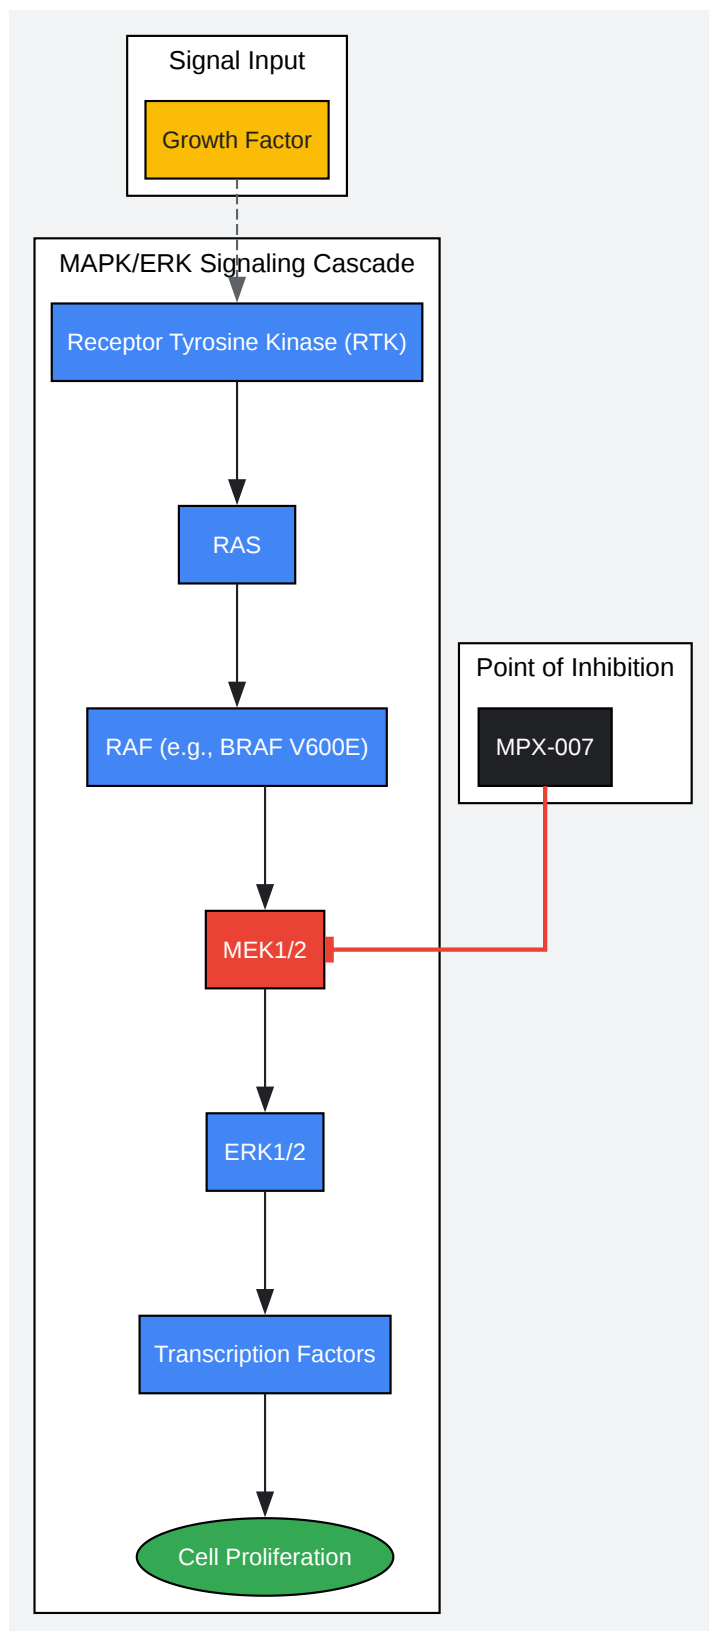 Signal Input
Growth Factor
MAPK/ERK Signaling Cascade
Receptor Tyrosine Kinase (RTK)
RAS
Point of Inhibition
RAF (e.g., BRAF V600E)
MPX-007
MEK1/2
ERK1/2
Transcription Factors
Cell Proliferation